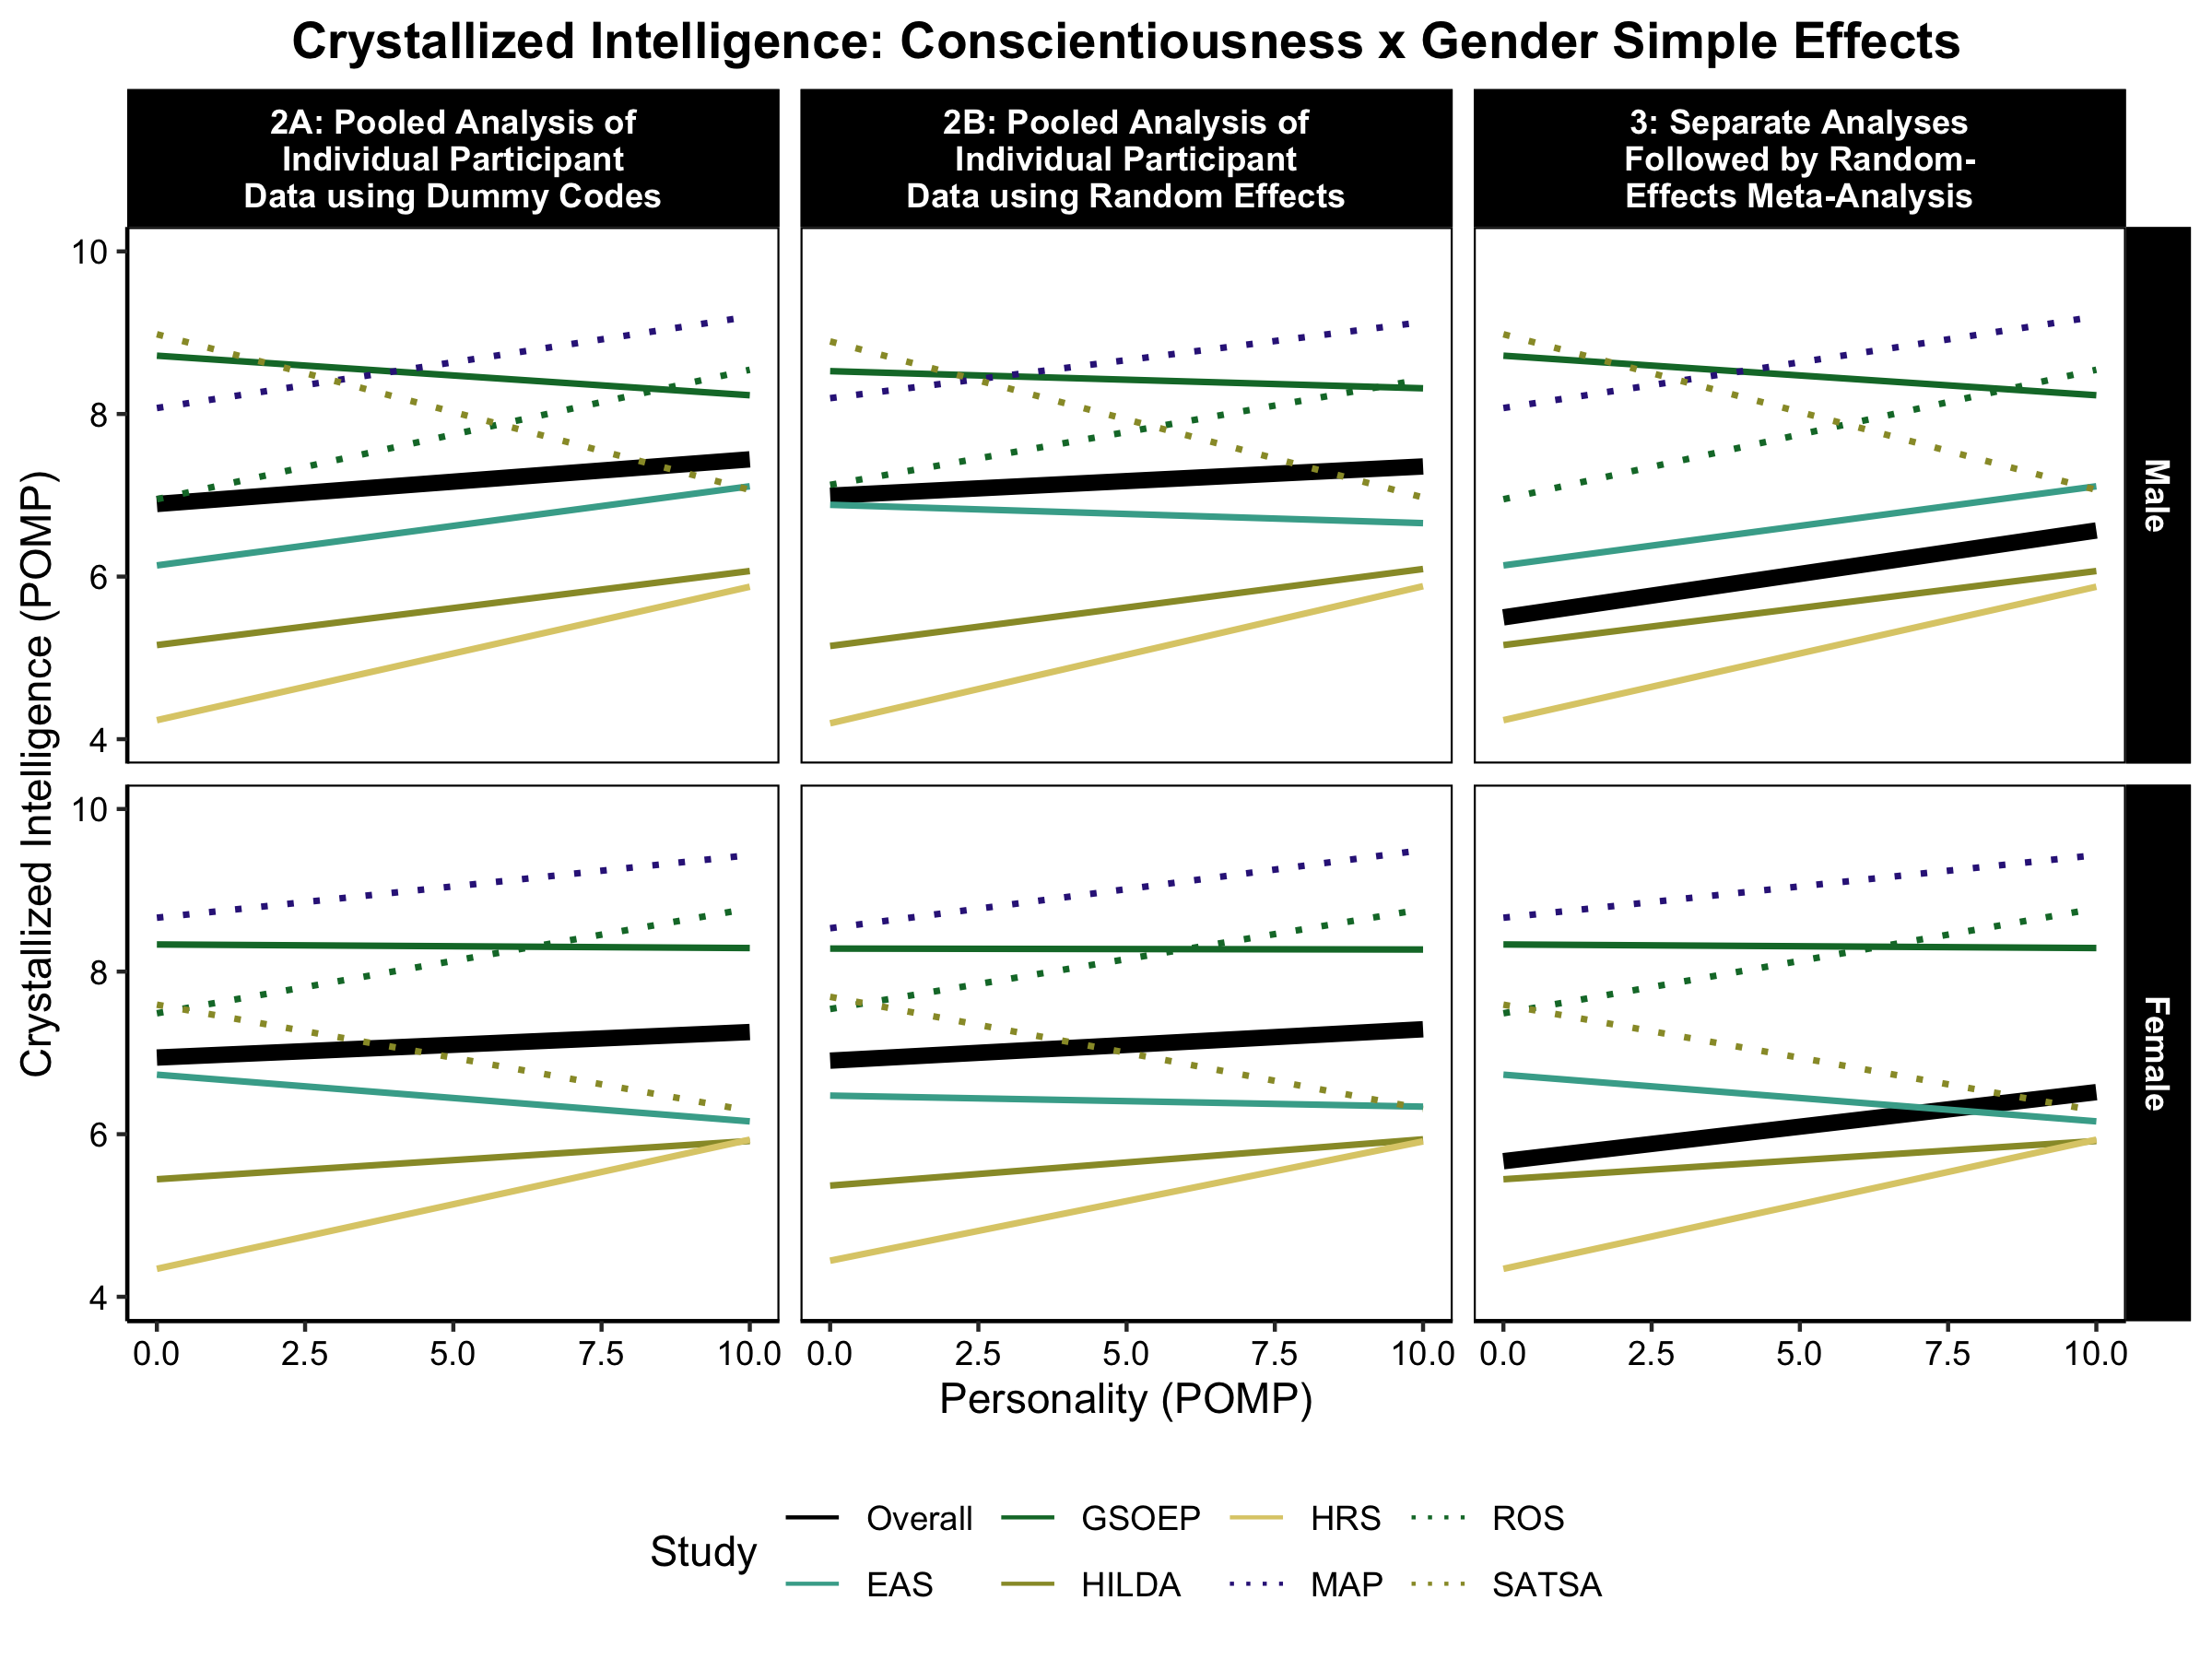 Crystallized Intelligence: Conscientiousness x Gender Simple Effects
2A: Pooled Analysis of
Individual Participant
Data using Dummy Codes
2B: Pooled Analysis of
Individual Participant
Data using Random Effects
3: Separate Analyses
Followed by Random-
Effects Meta-Analysis
Crystallized Intelligence (POMP)
10
8
6
4
Male
10
8
6
4
Female
0.0 2.5 5.0 7.5 10.0
0.0 2.5 5.0 7.5 10.0
0.0 2.5 5.0 7.5 10.0
Personality (POMP)
Study
Overall GSOEP HRS ROS
EAS HILDA MAP SATSA